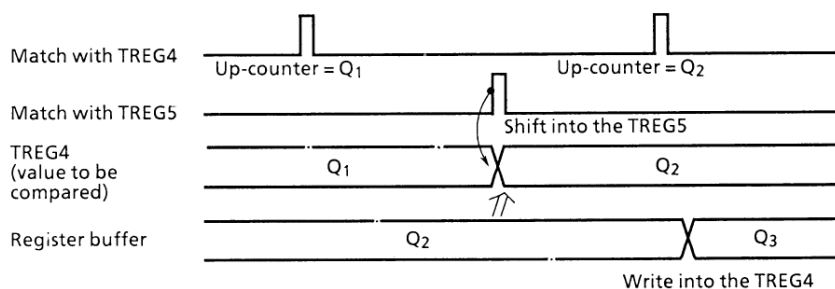 Match with TREG4
Up-counter = Q1
Up-counter = Q2
Match with TREG5
Shift into the TREG5
TREG4
(value to be
compared)
Q1
Q2
Register buffer
Q2
Q3
Write into the TREG4